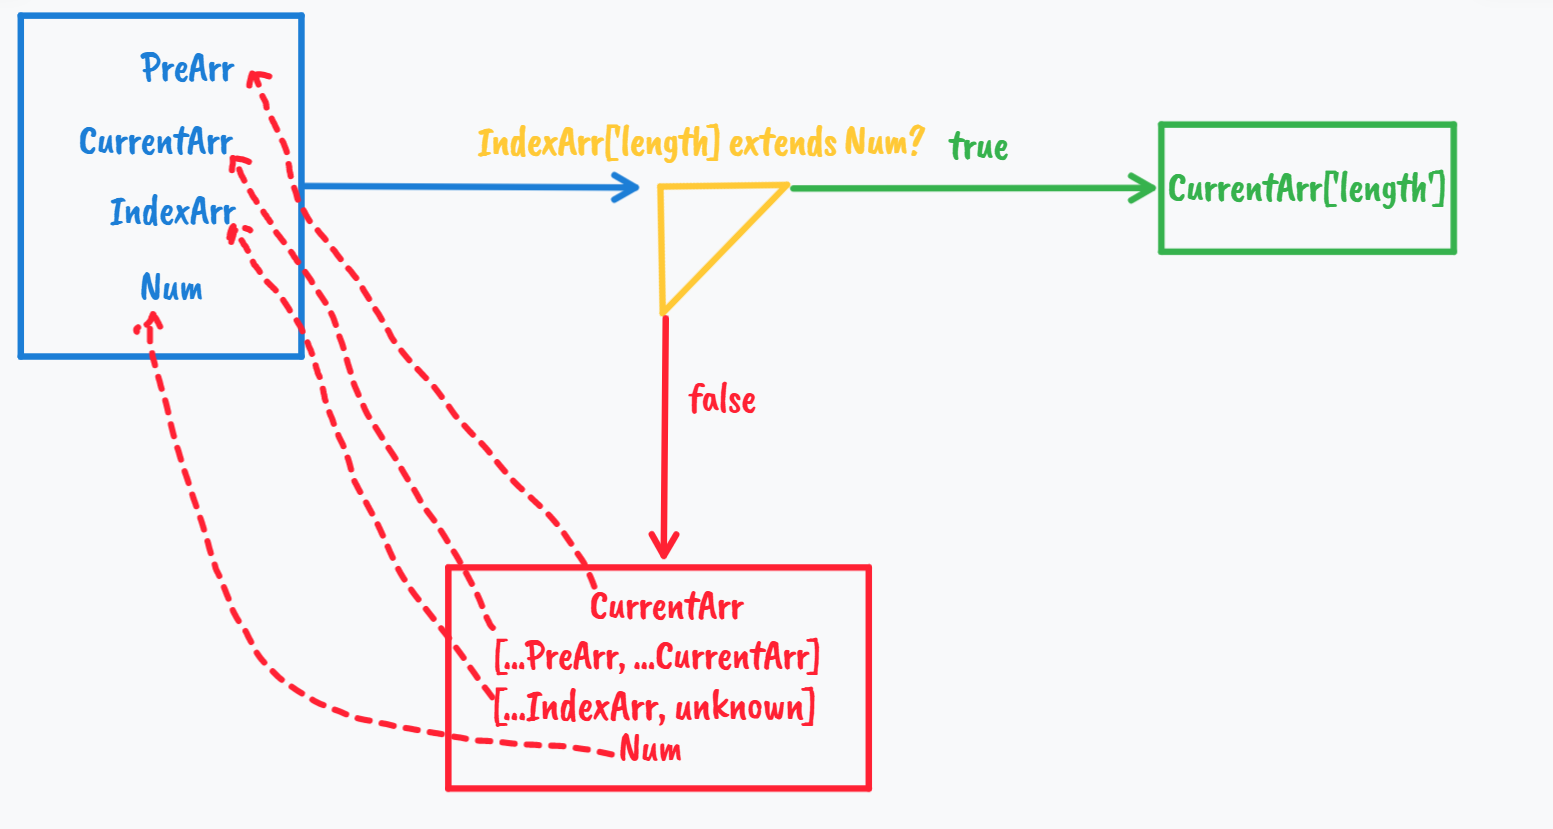 PreArr
CurrentArr
IndexArr
Num
IndexArr['length] extends Num?
true
CurrentArr['length']
false
CurrentArr
[...PreArr, ...CurrentArr]
[...IndexArr, unknown]
Num